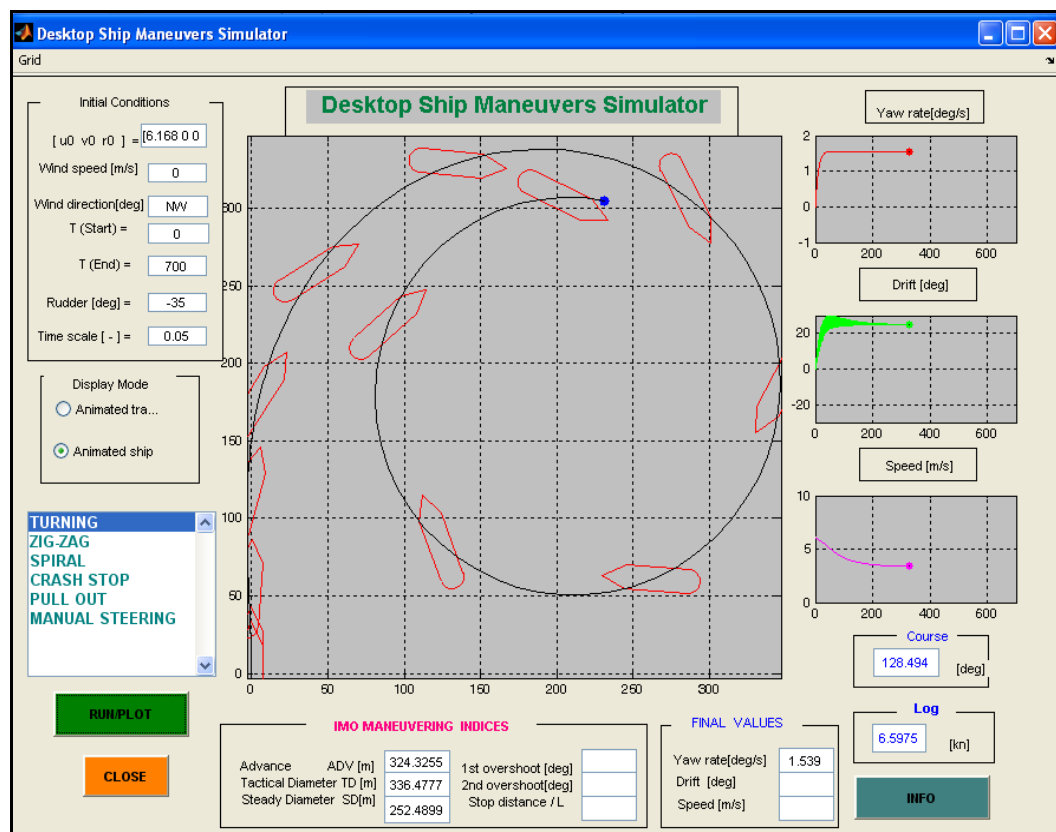 Desktop Ship Maneuvers Simulator
Grid
Initial Conditions
[ u0 v0 r0 ] = [6.168 0 0
Wind speed [m/s] 0
Wind direction[deg] NW
T (Start) = 0
T (End) = 700
Rudder [deg] = -35
Time scale [ - ] = 0.05
Display Mode
Animated tra...
Animated ship
TURNING
ZIG-ZAG
SPIRAL
CRASH STOP
PULL OUT
MANUAL STEERING
RUN/PLOT
CLOSE
Desktop Ship Maneuvers Simulator
300
250
200
150
100
50
0
0 50 100 150 200 250 300
IMO MANEUVERING INDICES
Advance ADV [m] 324.3255
Tactical Diameter TD [m] 336.4777
Steady Diameter SD[m] 252.4899
1st overshoot [deg]
2nd overshoot[deg]
Stop distance / L
FINAL VALUES
Yaw rate[deg/s] 1.539
Drift [deg]
Speed [m/s]
Yaw rate[deg/s]
2
1
0
-1
0 200 400 600
Drift [deg]
20
0
-20
0 200 400 600
Speed [m/s]
10
5
0
0 200 400 600
Course
128.494 [deg]
Log
6.5975 [kn]
INFO